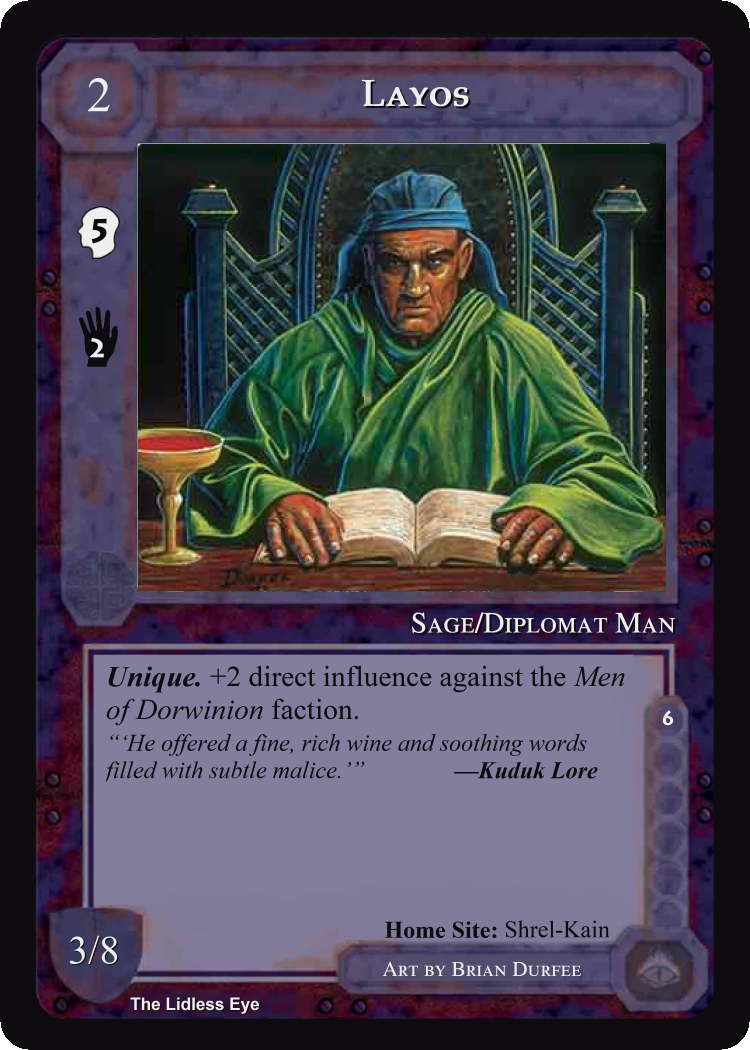 2
Layos
5
2
Durfee
Sage/Diplomat Man
Unique. +2 direct influence against the Men
of Dorwinion faction.
“‘He offered a fine, rich wine and soothing words
filled with subtle malice.’” —Kuduk Lore
6
Home Site: Shrel-Kain
3/8
Art by Brian Durfee
The Lidless Eye